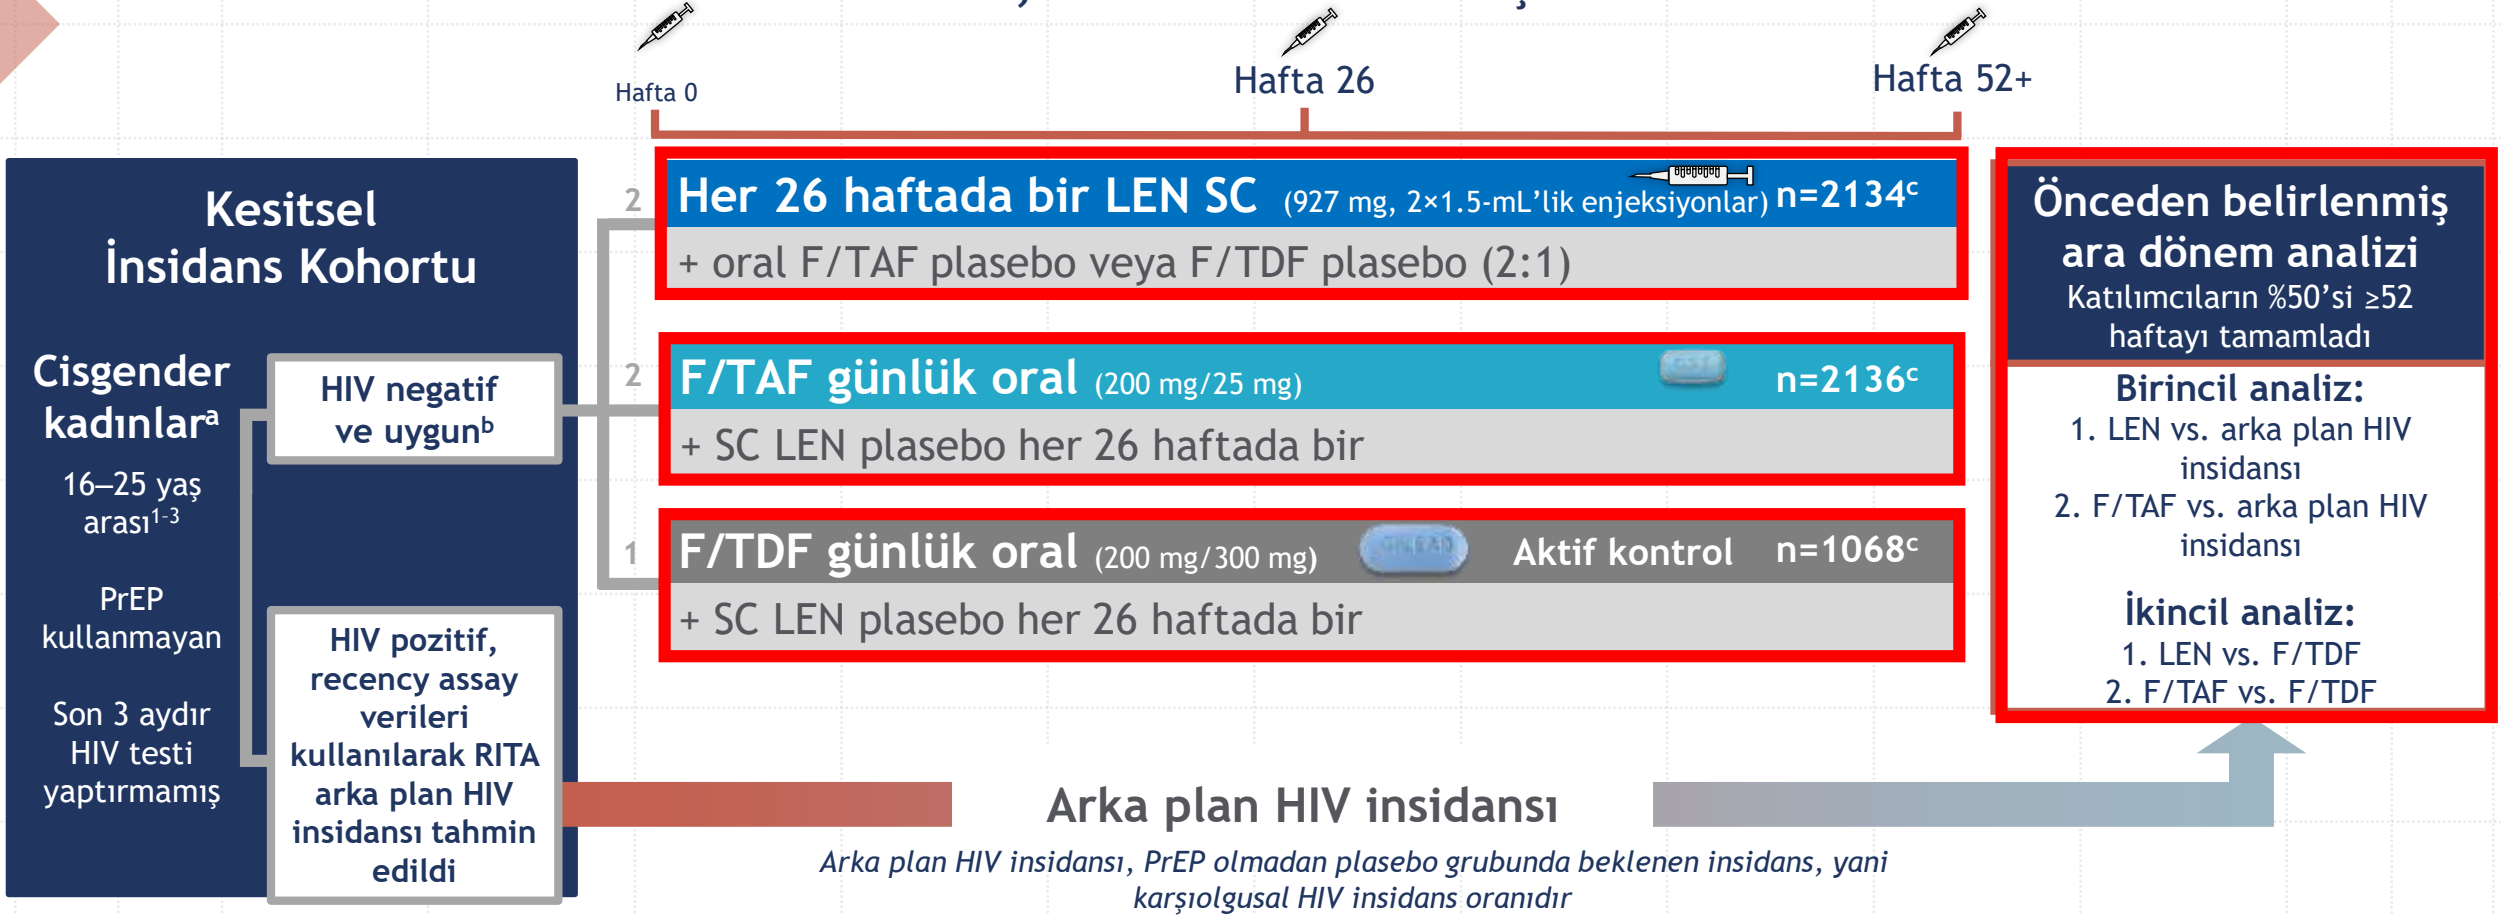 Hafta 0
Hafta 26
Hafta 52+
Kesitsel
İnsidans Kohortu
Cisgender
kadınlarᵃ
16–25 yaş
arası¹⁻³
PrEP
kullanmayan
Son 3 aydır
HIV testi
yaptırmamış
HIV negatif
ve uygunᵇ
HIV pozitif,
recency assay
verileri
kullanılarak RITA
arka plan HIV
insidansı tahmin
edildi
2
Her 26 haftada bir LEN SC (927 mg, 2×1.5-mL’lik enjeksiyonlar) n=2134ᶜ
+ oral F/TAF plasebo veya F/TDF plasebo (2:1)
2
F/TAF günlük oral (200 mg/25 mg) n=2136ᶜ
+ SC LEN plasebo her 26 haftada bir
1
F/TDF günlük oral (200 mg/300 mg) GILEAD Aktif kontrol n=1068ᶜ
+ SC LEN plasebo her 26 haftada bir
Önceden belirlenmiş
ara dönem analizi
Katılımcıların %50’si ≥52
haftayı tamamladı
Birincil analiz:
1. LEN vs. arka plan HIV
insidansı
2. F/TAF vs. arka plan HIV
insidansı
İkincil analiz:
1. LEN vs. F/TDF
2. F/TAF vs. F/TDF
Arka plan HIV insidansı
Arka plan HIV insidansı, PrEP olmadan plasebo grubunda beklenen insidans, yani
karşıolgusal HIV insidans oranıdır